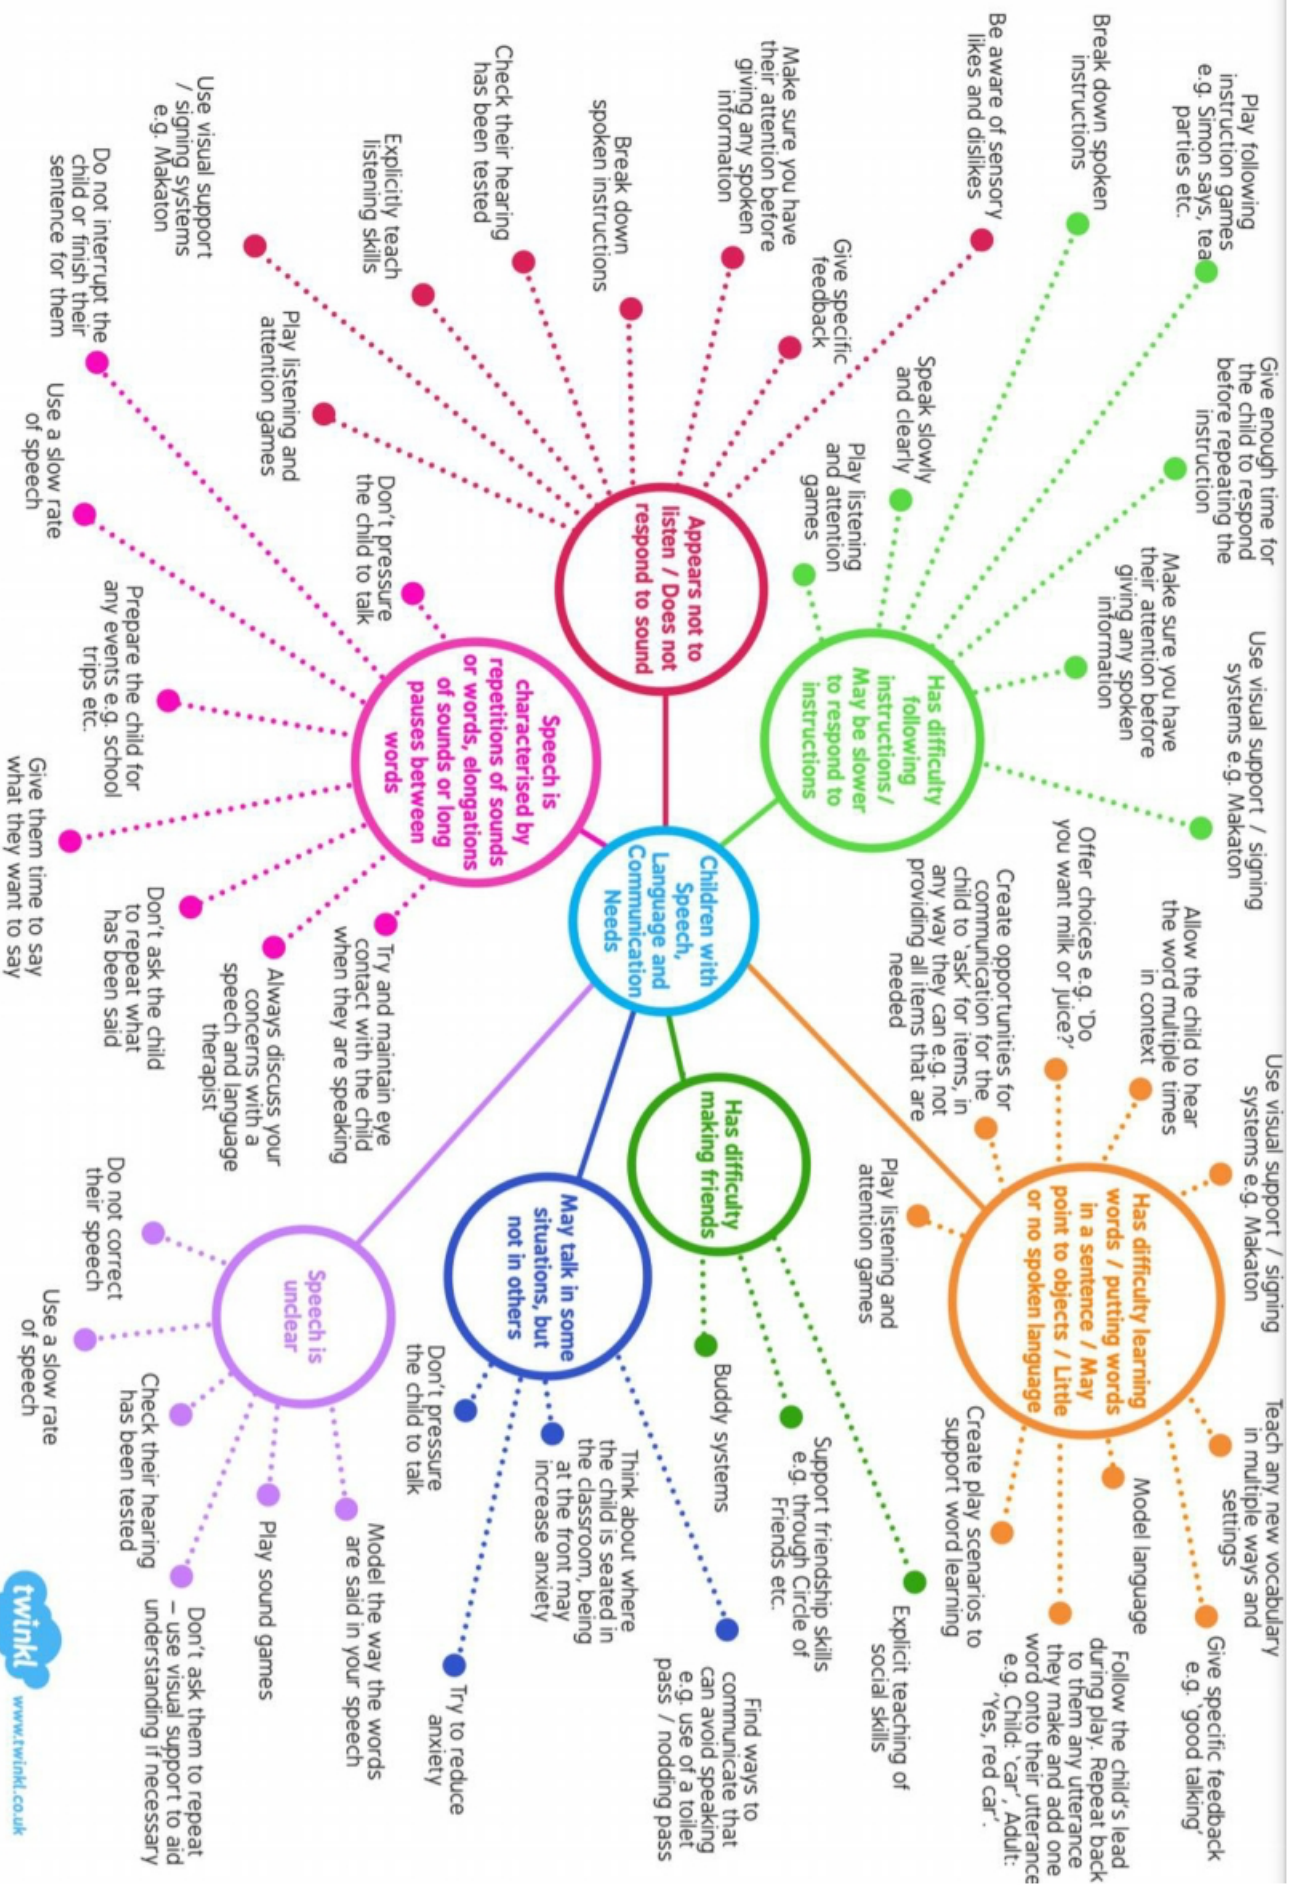 Children with
Speech,
Language and
Communication
Needs
Appears not to
listen / Does not
respond to sound
Use visual support
/ signing systems
e.g. Makaton
Explicitly teach
listening skills
Play listening and
attention games
Check their hearing
has been tested
Break down
spoken instructions
Make sure you have
their attention before
giving any spoken
information
Give specific
feedback
Be aware of sensory
likes and dislikes
Has difficulty
following
instructions /
May be slower
to respond to
instructions
Break down spoken
instructions
Play following
instruction games
e.g. Simon says, tea
parties etc.
Speak slowly
and clearly
Play listening
and attention
games
Give enough time for
the child to respond
before repeating the
instruction
Make sure you have
their attention before
giving any spoken
information
Use visual support / signing
systems e.g. Makaton
Has difficulty learning
words / putting words
in a sentence / May
point to objects / Little
or no spoken language
Offer choices e.g. 'Do
you want milk or juice?'
Allow the child to hear
the word multiple times
in context
Create opportunities for
communication for the
child to 'ask' for items, in
any way they can e.g. not
providing all items that are
needed
Use visual support / signing
systems e.g. Makaton
Play listening and
attention games
Teach any new vocabulary
in multiple ways and
settings
Give specific feedback
e.g. 'good talking'
Model language
Follow the child's lead
during play. Repeat back
to them any utterance
they make and add one
word onto their utterance
e.g. Child: 'car', Adult:
'Yes, red car'.
Create play scenarios to
support word learning
Has difficulty
making friends
Explicit teaching of
social skills
Support friendship skills
e.g. through Circle of
Friends etc.
Buddy systems
May talk in some
situations, but
not in others
Find ways to
communicate that
can avoid speaking
e.g. use of a toilet
pass / nodding pass
Think about where
the child is seated in
the classroom, being
at the front may
increase anxiety
Try to reduce
anxiety
Don't pressure
the child to talk
Speech is
unclear
Model the way the words
are said in your speech
Play sound games
Don't ask them to repeat
– use visual support to aid
understanding if necessary
Check their hearing
has been tested
Use a slow rate
of speech
Do not correct
their speech
Speech is
characterised by
repetitions of sounds
or words, elongations
of sounds or long
pauses between
words
Don't pressure
the child to talk
Do not interrupt the
child or finish their
sentence for them
Use a slow rate
of speech
Prepare the child for
any events e.g. school
trips etc.
Give them time to say
what they want to say
Don't ask the child
to repeat what
has been said
Always discuss your
concerns with a
speech and language
therapist
Try and maintain eye
contact with the child
when they are speaking
twinkl
www.twinkl.co.uk